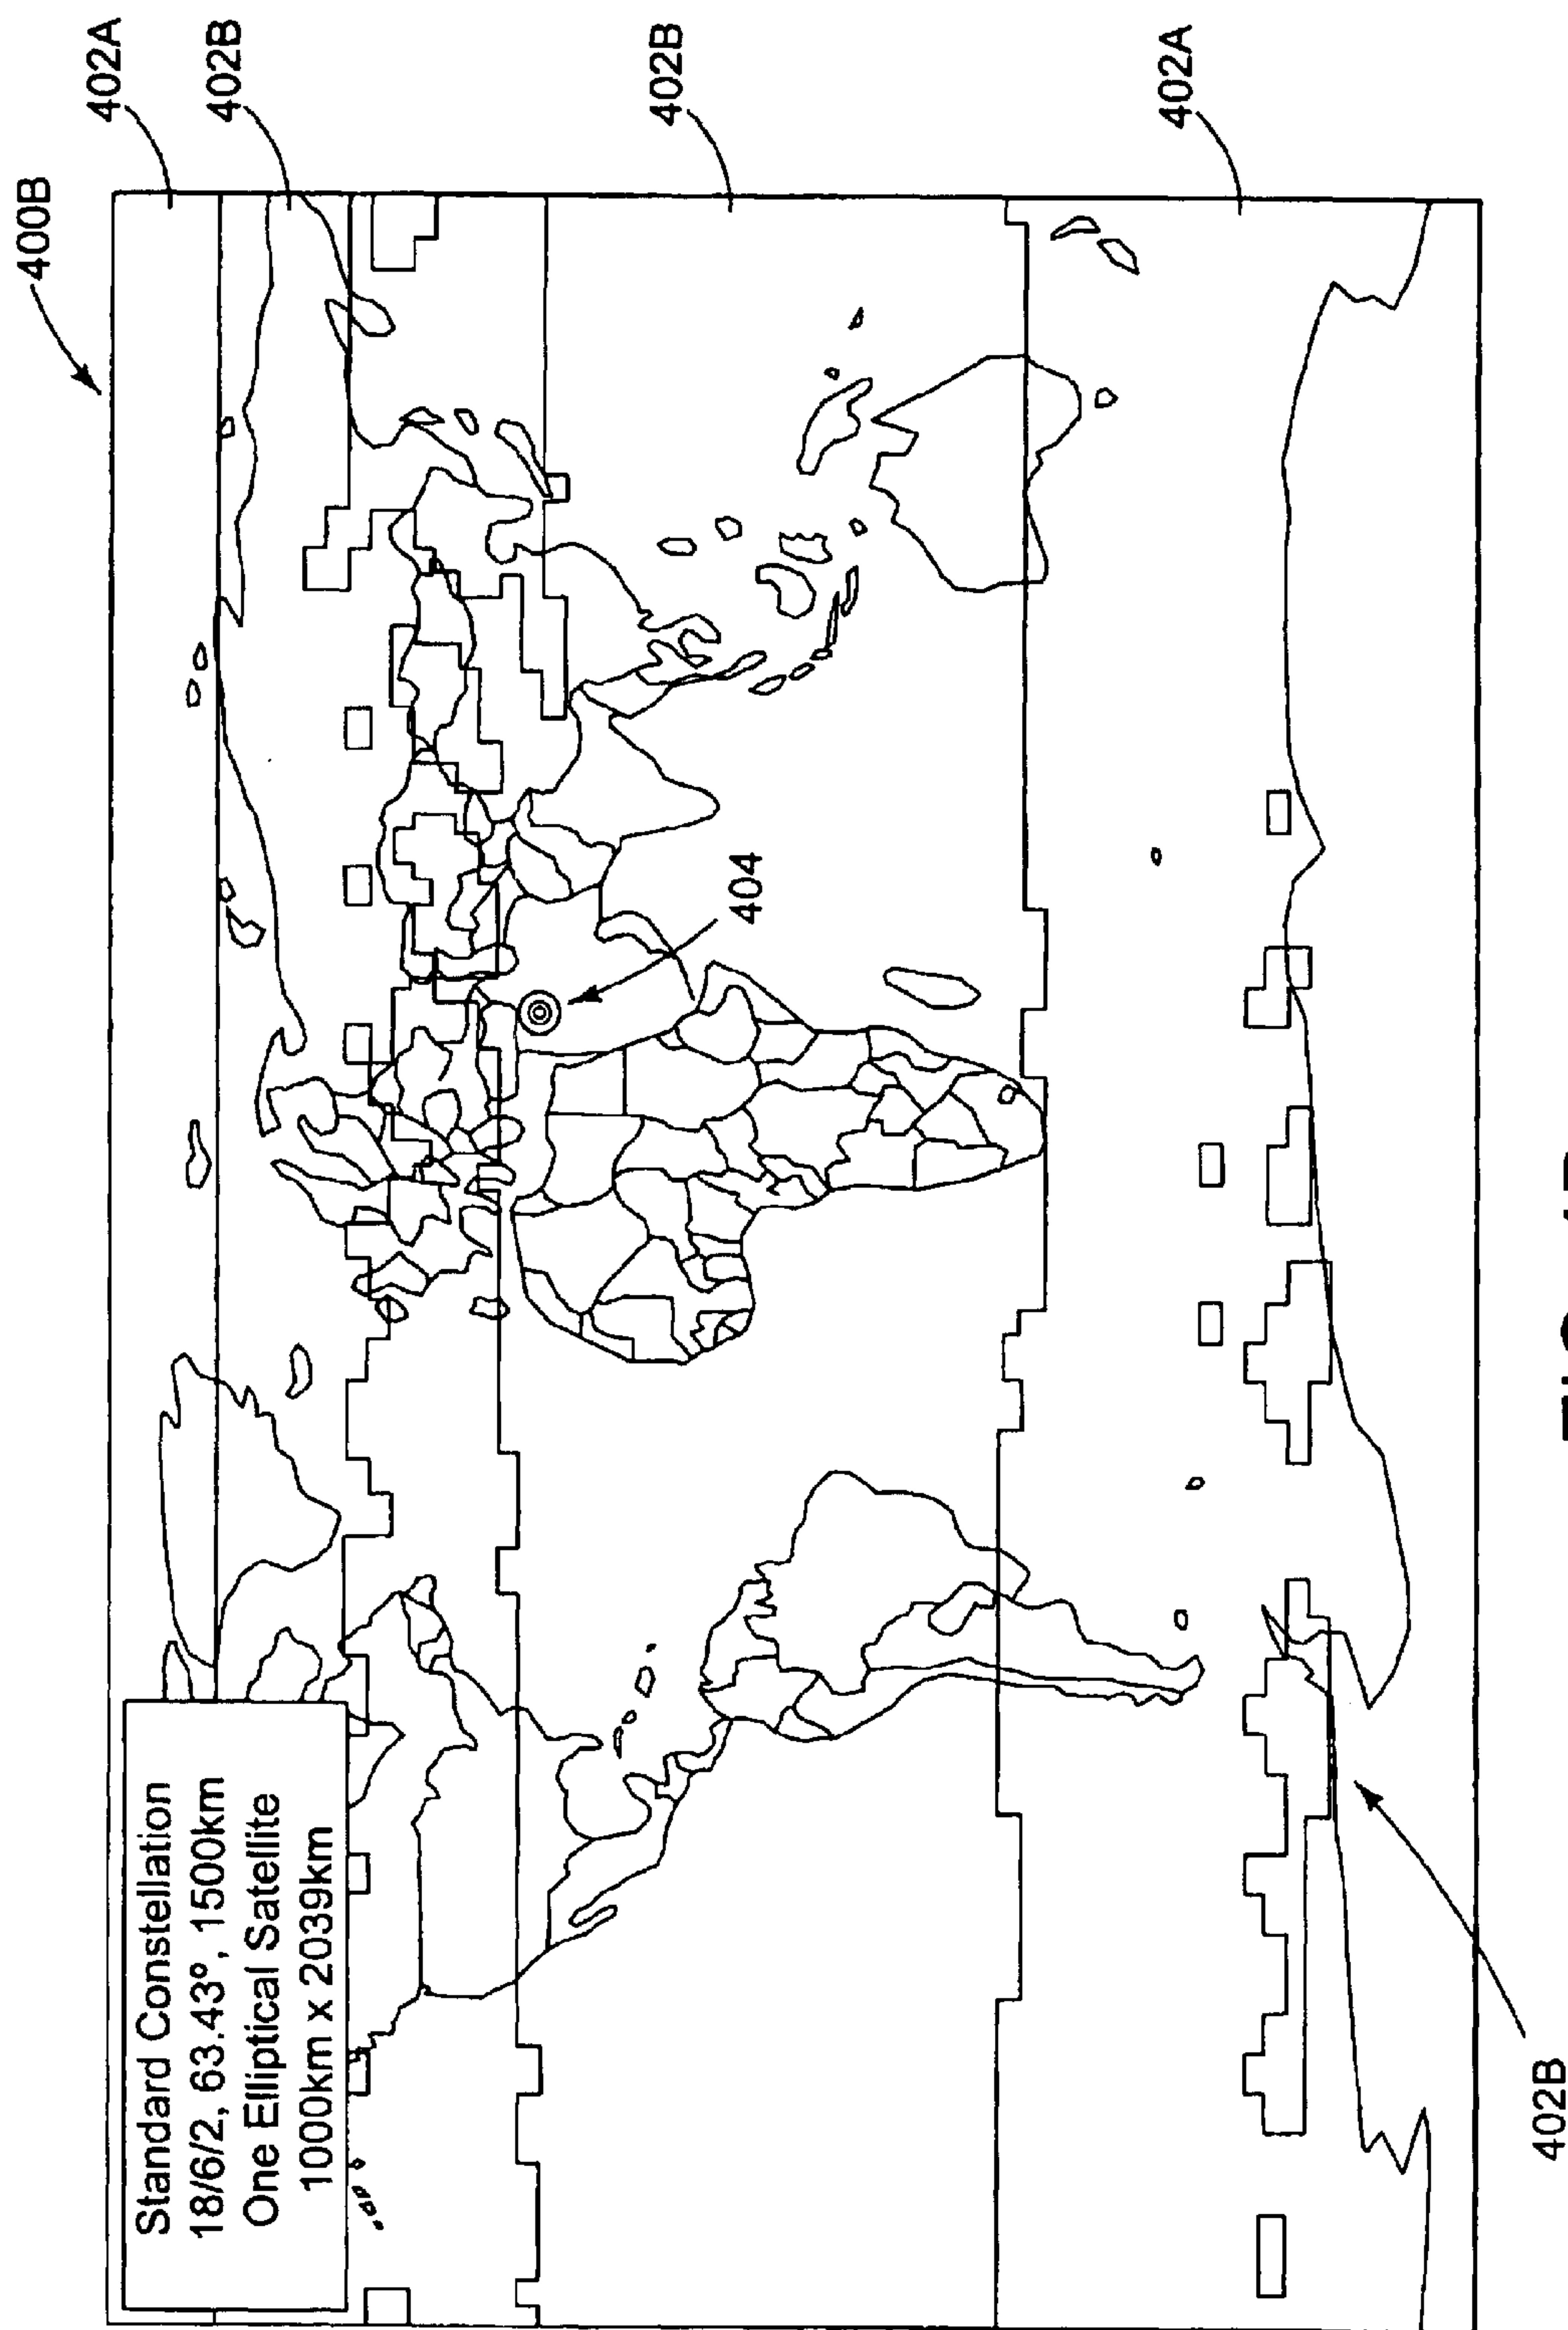 400B
402A
402B
402B
402A
Standard Constellation
18/6/2, 63.43°, 1500km
One Elliptical Satellite
1000km x 2039km
404
402B